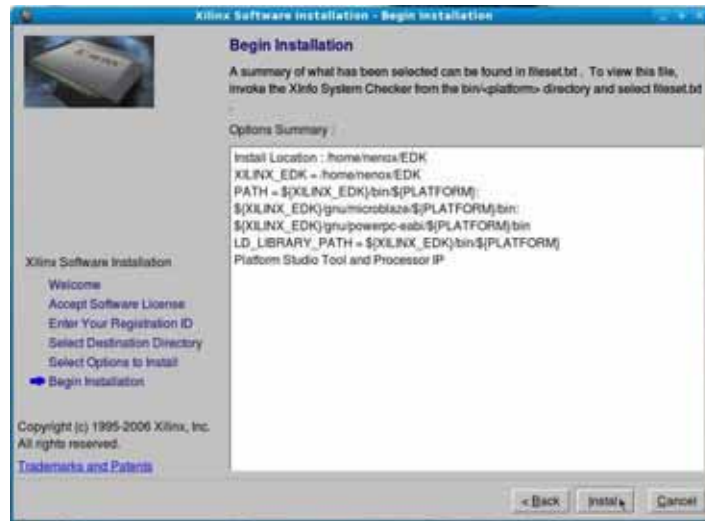 Xilinx Software Installation - Begin Installation
Begin Installation
A summary of what has been selected can be found in fileset.txt . To view this file,
invoke the XInfo System Checker from the bin/<platform> directory and select fileset.txt
.
Options Summary :
Install Location : /home/nenox/EDK
XILINX_EDK = /home/nenox/EDK
PATH = ${XILINX_EDK}/bin/${PLATFORM}:
${XILINX_EDK}/gnu/microblaze/${PLATFORM}/bin:
${XILINX_EDK}/gnu/powerpc-eabi/${PLATFORM}/bin
LD_LIBRARY_PATH = ${XILINX_EDK}/bin/${PLATFORM}
Platform Studio Tool and Processor IP
Xilinx Software Installation
Welcome
Accept Software License
Enter Your Registration ID
Select Destination Directory
Select Options to Install
Begin Installation
Copyright (c) 1995-2006 Xilinx, Inc.
All rights reserved.
Trademarks and Patents
< Back
Install
Cancel